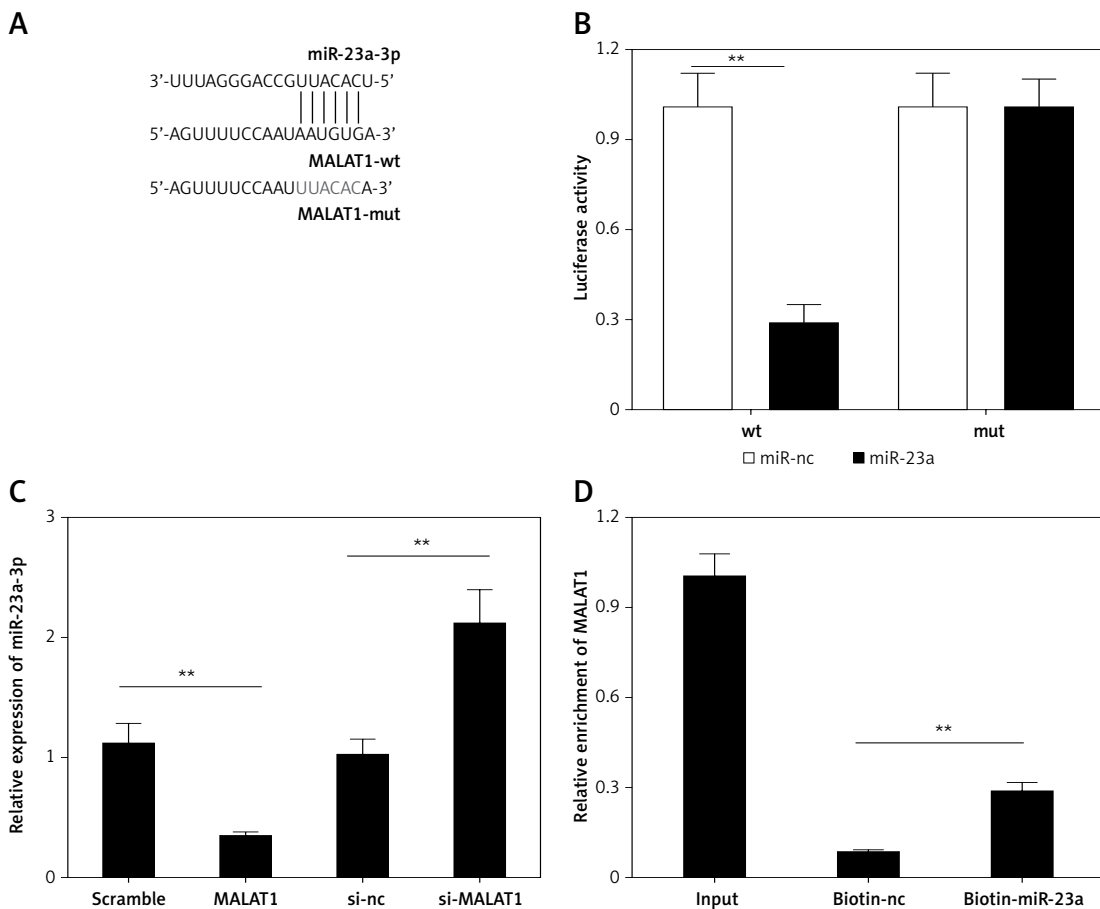 A
miR-23a-3p
3’-UUUAGGGACCGUUACACU-5’
5’-AGUUUUCCAAUAAUGUGA-3’
MALAT1-wt
5’-AGUUUUCCAAUUUACACA-3’
MALAT1-mut
B
Luciferase activity
1.2
0.9
0.6
0.3
0
**
wt
mut
miR-nc
miR-23a
C
Relative expression of miR-23a-3p
3
2
1
0
**
**
Scramble
MALAT1
si-nc
si-MALAT1
D
Relative enrichment of MALAT1
1.2
0.9
0.6
0.3
0
**
Input
Biotin-nc
Biotin-miR-23a